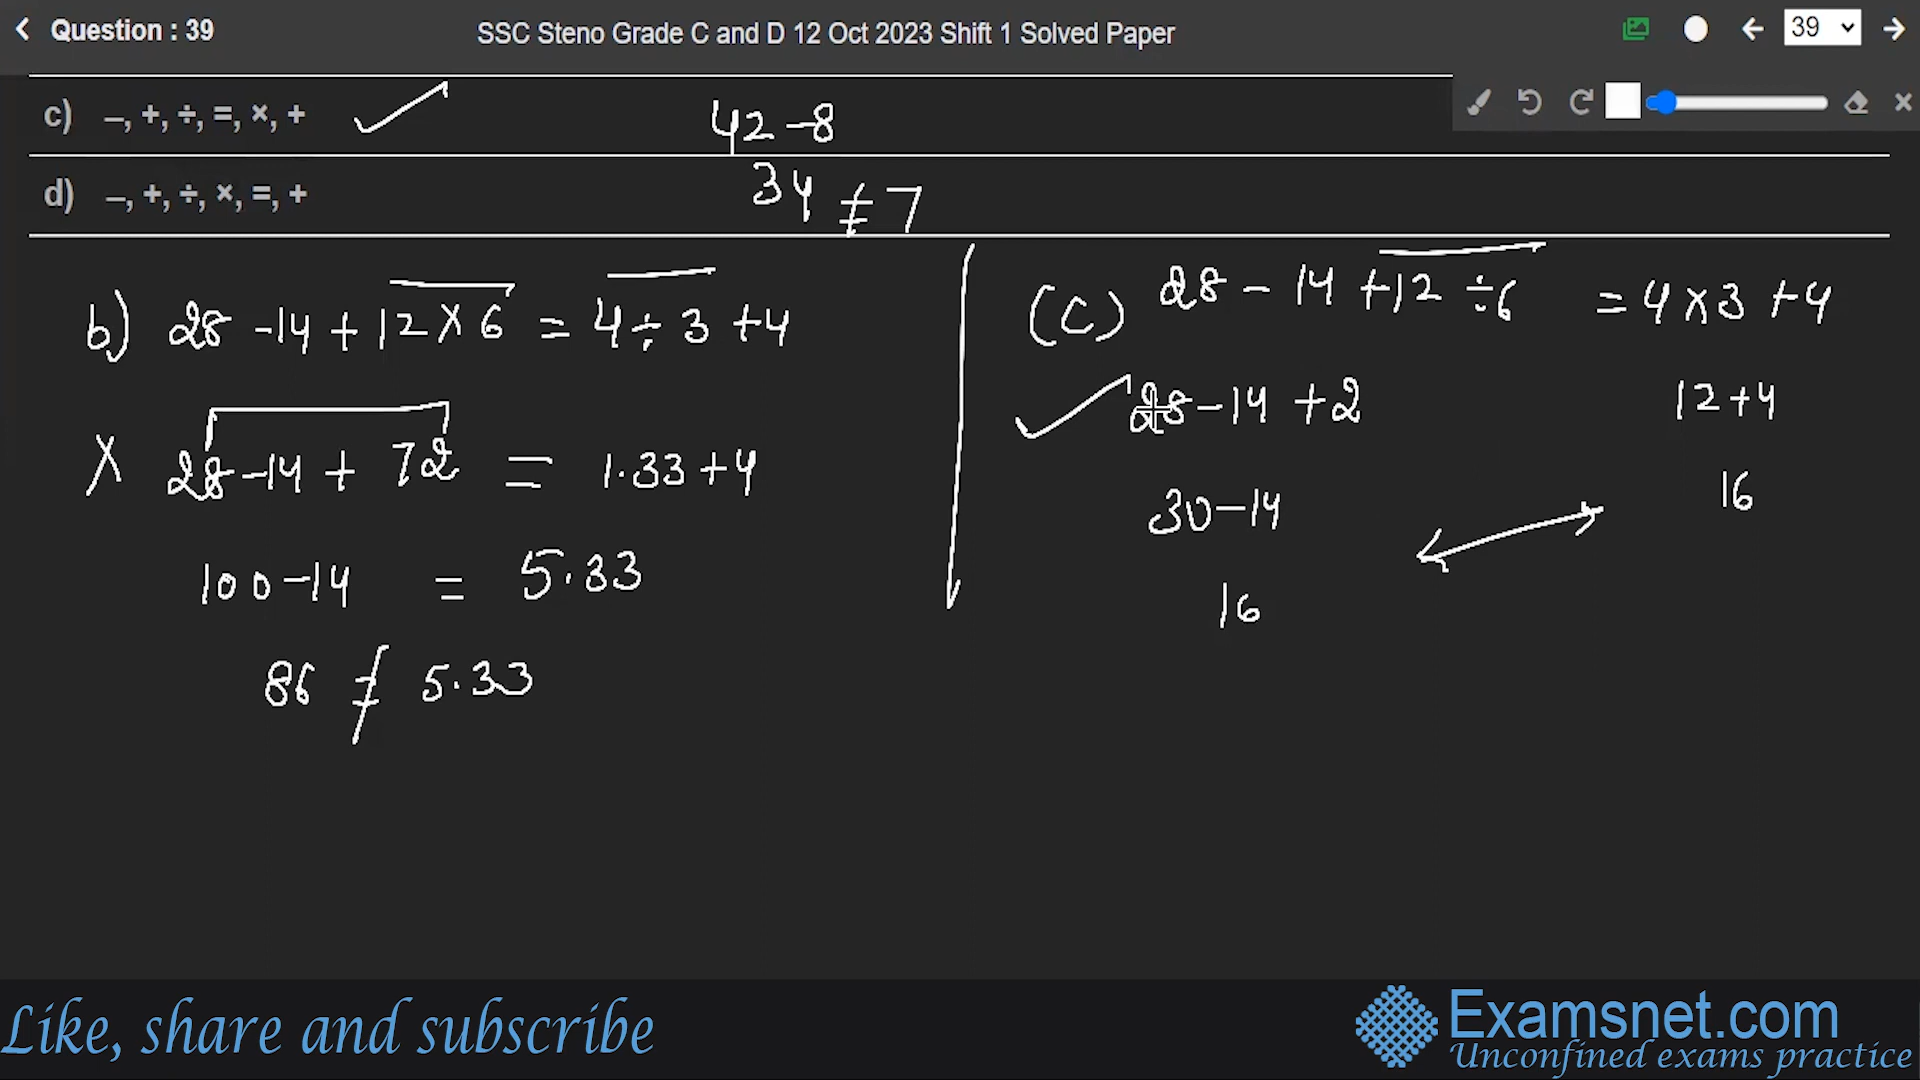 Question : 39
SSC Steno Grade C and D 12 Oct 2023 Shift 1 Solved Paper
39
c) –, +, ÷, =, ×, +
42 – 8
d) –, +, ÷, ×, =, +
34 ≠ 7
b) 28 – 14 + 12 × 6 = 4 ÷ 3 + 4
X 28 – 14 + 72 = 1.33 + 4
100 – 14 = 5.33
86 ≠ 5.33
(C) 28 – 14 + 12 ÷ 6 = 4 × 3 + 4
28 – 14 + 2 12 + 4
30 – 14 16
16
Like, share and subscribe
Examsnet.com
Unconfined exams practice